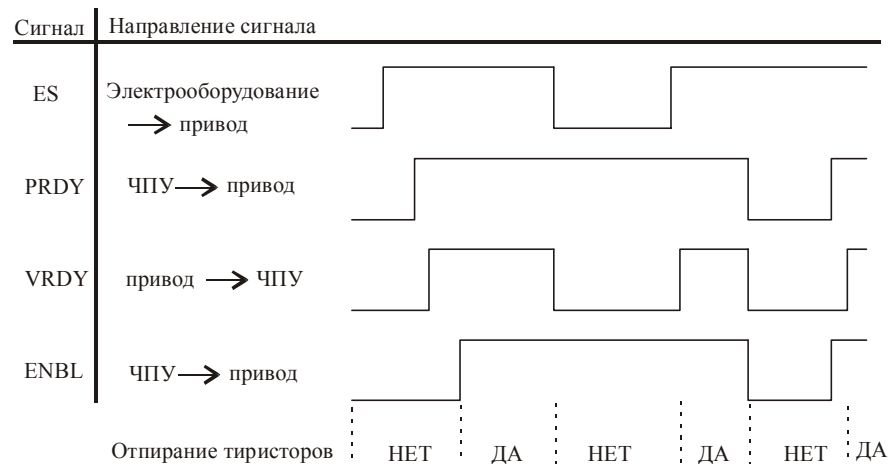 Сигнал Направление сигнала
ES Электрооборудование
привод
PRDY ЧПУ привод
VRDY привод ЧПУ
ENBL ЧПУ привод
Отпирание тиристоров НЕТ ДА НЕТ ДА НЕТ ДА